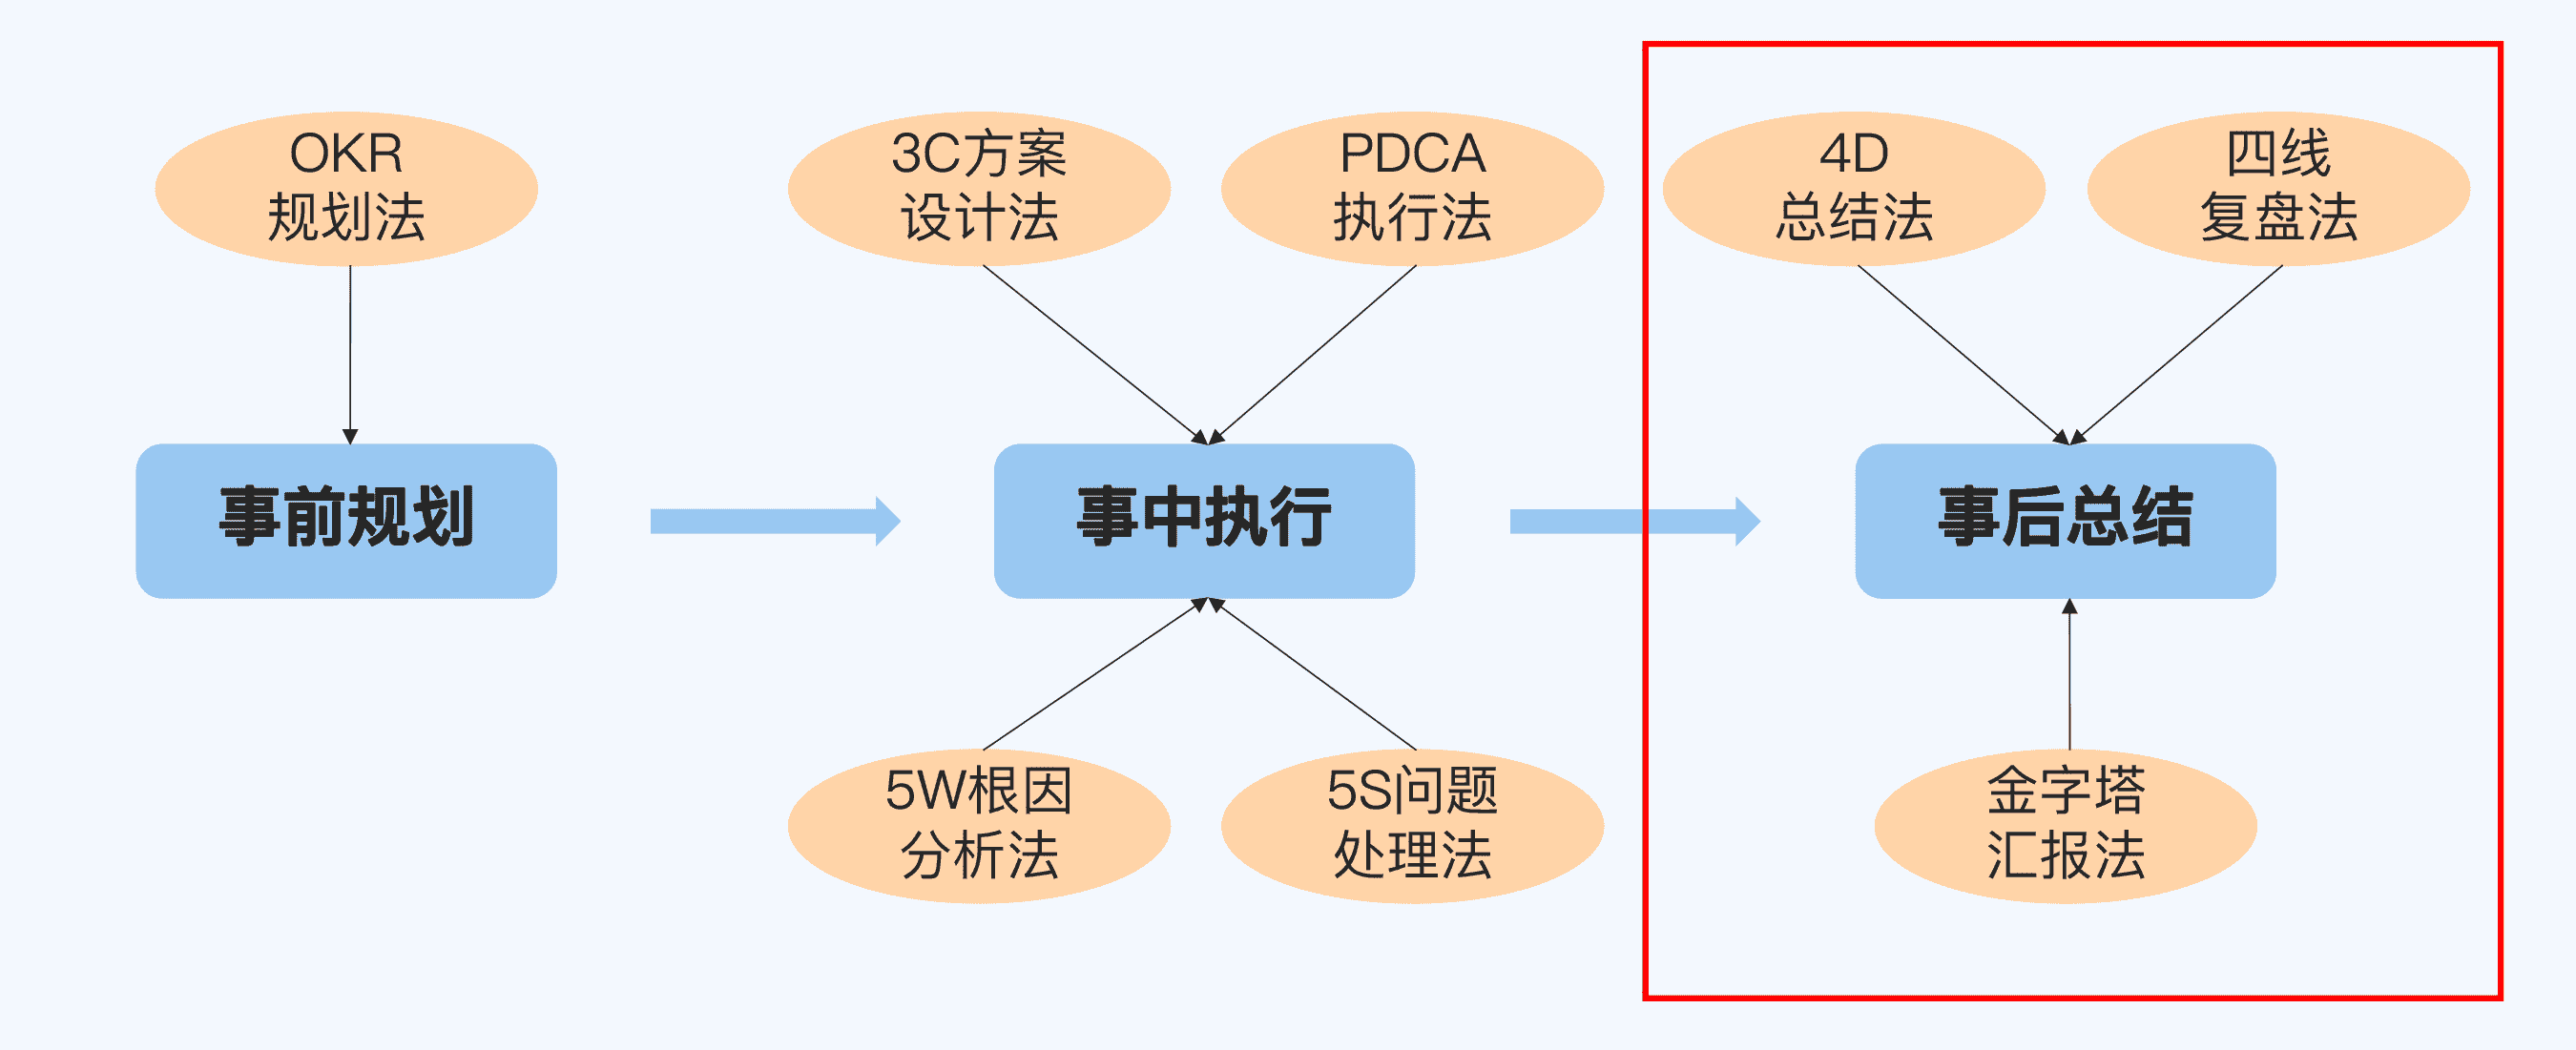 OKR
规划法
3C方案
设计法
PDCA
执行法
4D
总结法
四线
复盘法
事前规划
事中执行
事后总结
5W根因
分析法
5S问题
处理法
金字塔
汇报法